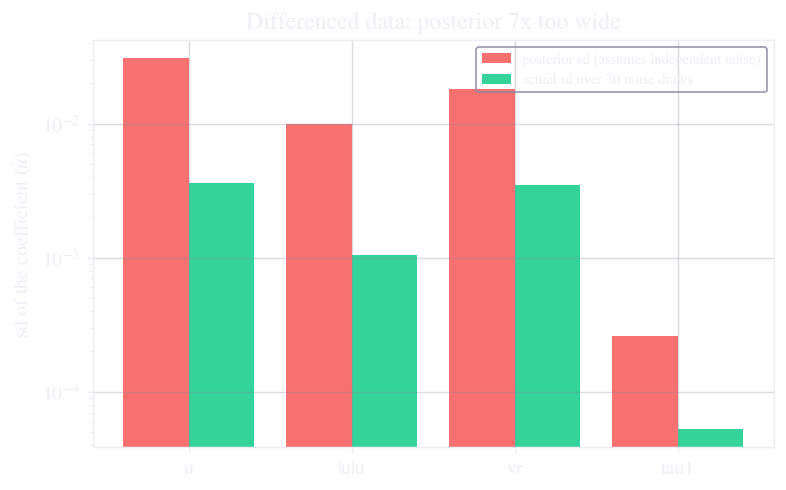 Differenced data: posterior 7x too wide
posterior sd (assumes independent noise)
actual sd over 30 noise draws
sd of the coefficient (u̇)
10⁻²
10⁻³
10⁻⁴
u
|u|u
vr
tau1